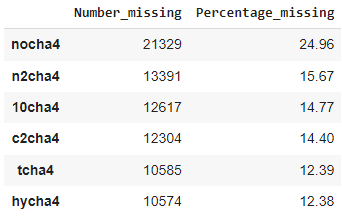 Number_missing Percentage_missing
nocha4 21329 24.96
n2cha4 13391 15.67
10cha4 12617 14.77
c2cha4 12304 14.40
tcha4 10585 12.39
hycha4 10574 12.38